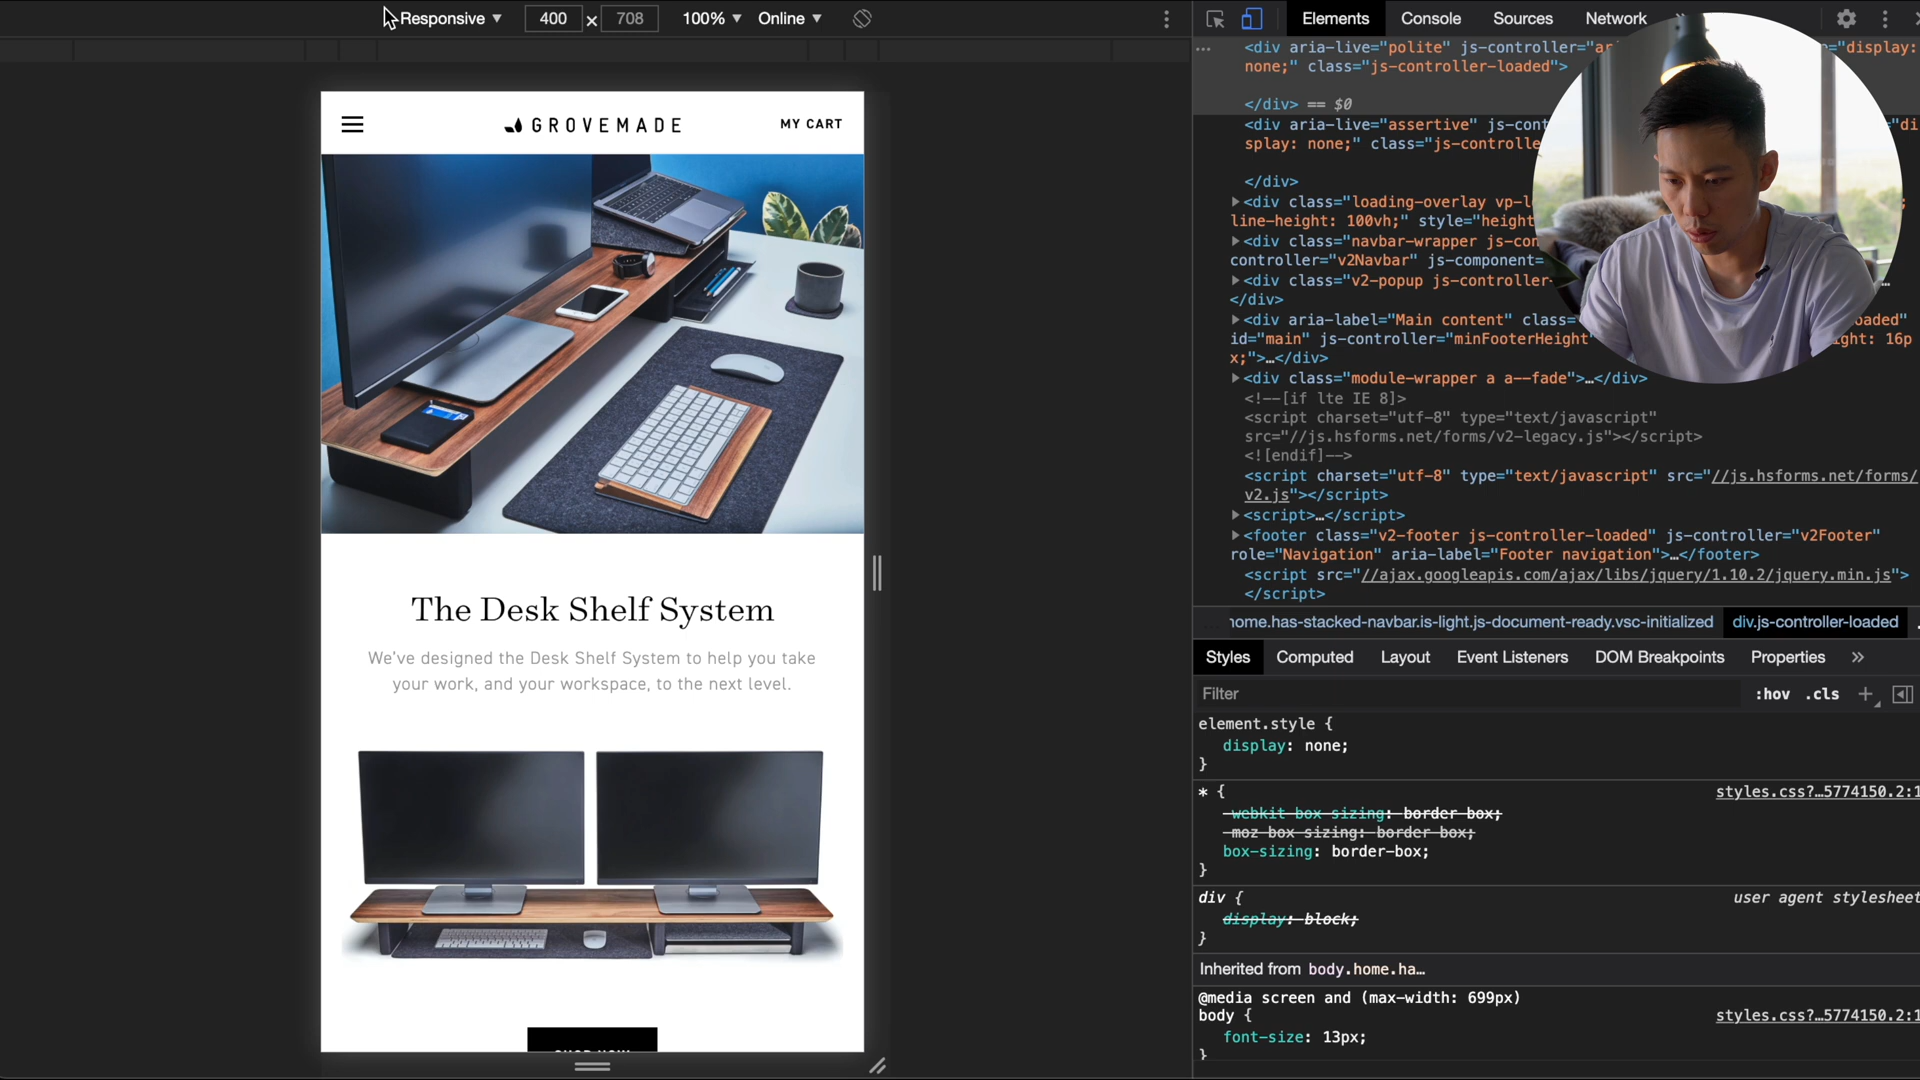 Responsive ▼ 400 × 708 100% ▼ Online ▼
GROVEMADE
MY CART
The Desk Shelf System
We've designed the Desk Shelf System to help you take
your work, and your workspace, to the next level.
Elements Console Sources Network »
<div aria-live="polite" js-controller="ar
="display:
none;" class="js-controller-loaded">
</div> == $0
<div aria-live="assertive" js-cont
="di
splay: none;" class="js-controlle
</div>
▶<div class="loading-overlay vp-l
;
line-height: 100vh;" style="height
▶<div class="navbar-wrapper js-con
controller="v2Navbar" js-component=
▶<div class="v2-popup js-controller-
…
</div>
▶<div aria-label="Main content" class=
oaded"
id="main" js-controller="minFooterHeight"
ight: 16p
x;">…</div>
▶<div class="module-wrapper a a--fade">…</div>
<!--[if lte IE 8]>
<script charset="utf-8" type="text/javascript"
src="//js.hsforms.net/forms/v2-legacy.js"></script>
<![endif]-->
<script charset="utf-8" type="text/javascript" src="//js.hsforms.net/forms/
v2.js"></script>
▶<script>…</script>
▶<footer class="v2-footer js-controller-loaded" js-controller="v2Footer"
role="Navigation" aria-label="Footer navigation">…</footer>
<script src="//ajax.googleapis.com/ajax/libs/jquery/1.10.2/jquery.min.js">
</script>
home.has-stacked-navbar.is-light.js-document-ready.vsc-initialized div.js-controller-loaded
Styles Computed Layout Event Listeners DOM Breakpoints Properties »
Filter :hov .cls +
element.style {
display: none;
}
* { styles.css?…5774150.2:1
-webkit-box-sizing: border-box;
-moz-box-sizing: border-box;
box-sizing: border-box;
}
div { user agent stylesheet
display: block;
}
Inherited from body.home.ha…
@media screen and (max-width: 699px)
body { styles.css?…5774150.2:1
font-size: 13px;
}